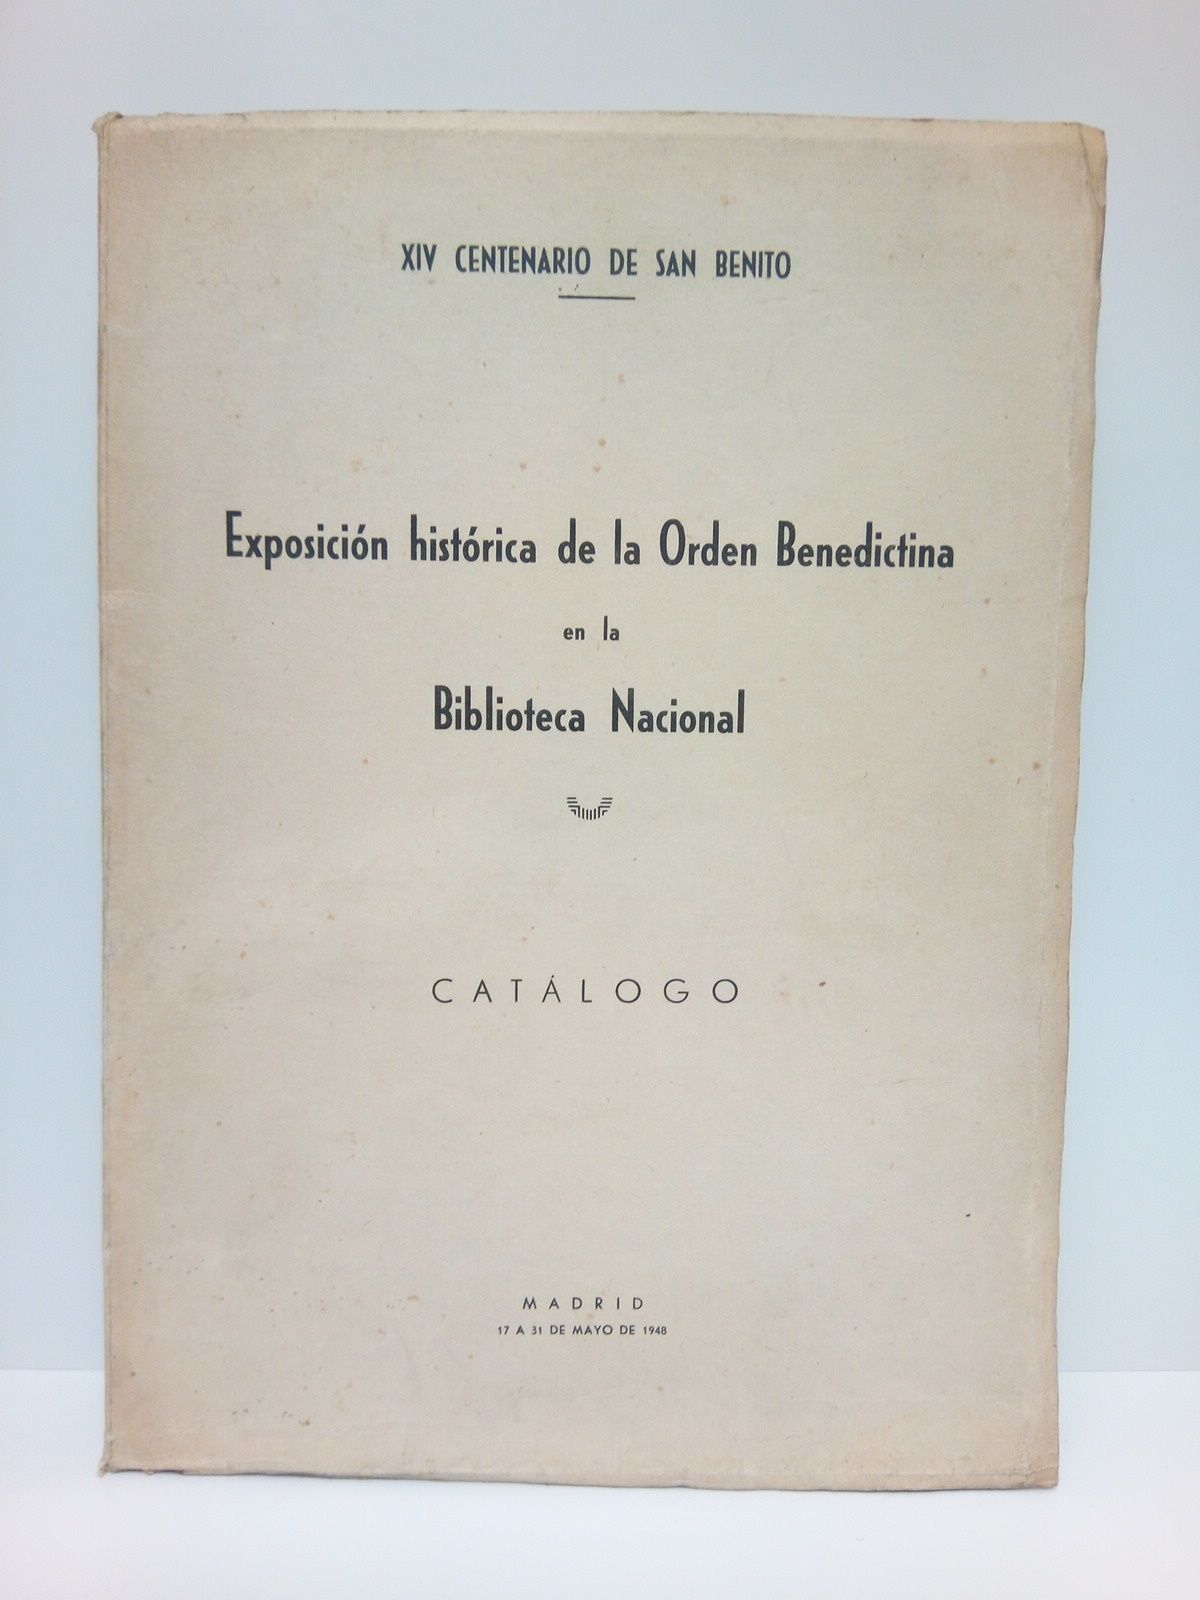 XIV CENTENARIO DE SAN BENITO
Exposición histórica de la Orden Benedictina
en la
Biblioteca Nacional
CATÁLOGO
MADRID
17 A 31 DE MAYO DE 1948